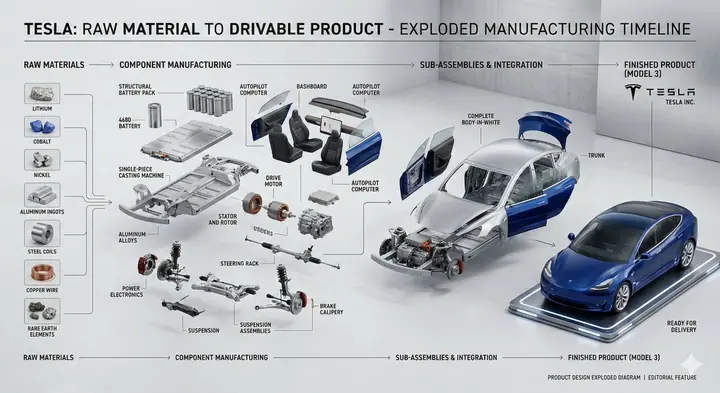 TESLA: RAW MATERIAL TO DRIVABLE PRODUCT - EXPLODED MANUFACTURING TIMELINE
RAW MATERIALS
COMPONENT MANUFACTURING
SUB-ASSEMBLIES & INTEGRATION
FINISHED PRODUCT
(MODEL 3)
TESLA
TESLA INC.
LITHIUM
COBALT
NICKEL
ALUMINUM INGOTS
STEEL COILS
COPPER WIRE
RARE EARTH
ELEMENTS
STRUCTURAL
BATTERY PACK
4680
BATTERY
SINGLE-PIECE
CASTING MACHINE
ALUMINUM
ALLOYS
POWER
ELECTRONICS
AUTOPILOT
COMPUTER
BASHBOARD
AUTOPILOT
COMPUTER
DRIVE
MOTOR
AUTOPILOT
COMPUTER
STATOR
AND ROTOR
STEERING RACK
SUSPENSION
SUSPENSION
ASSEMBLIES
BRAKE
CALIPERY
COMPLETE
BODY-IN-WHITE
TRUNK
READY FOR
DELIVERY
RAW MATERIALS
COMPONENT MANUFACTURING
SUB-ASSEMBLIES & INTEGRATION
FINISHED PRODUCT (MODEL 3)
PRODUCT DESIGN EXPLODED DIAGRAM | EDITORIAL FEATURE